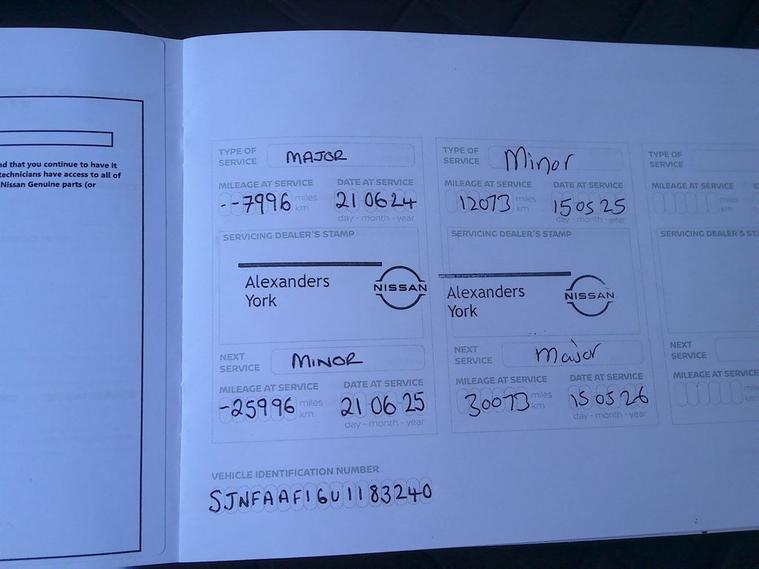 nd that you continue to have it
technicians have access to all of
Nissan Genuine parts (or
TYPE OF SERVICE MAJOR
MILEAGE AT SERVICE DATE AT SERVICE
--7996 miles km 21 06 24
day - month - year
SERVICING DEALER'S STAMP
Alexanders
York
NISSAN
NEXT SERVICE MINOR
MILEAGE AT SERVICE DATE AT SERVICE
-25996 miles km 21 06 25
day - month - year
TYPE OF SERVICE Minor
MILEAGE AT SERVICE DATE AT SERVICE
12073 miles km 15 05 25
day - month - year
SERVICING DEALER'S STAMP
Alexanders
York
NISSAN
NEXT SERVICE Major
MILEAGE AT SERVICE DATE AT SERVICE
30073 miles km 15 05 26
day - month - year
TYPE OF SERVICE
MILEAGE AT SERVICE
SERVICING DEALER'S ST
NEXT SERVICE
MILEAGE AT SERVICE
VEHICLE IDENTIFICATION NUMBER
SJNFAAF16U1183240